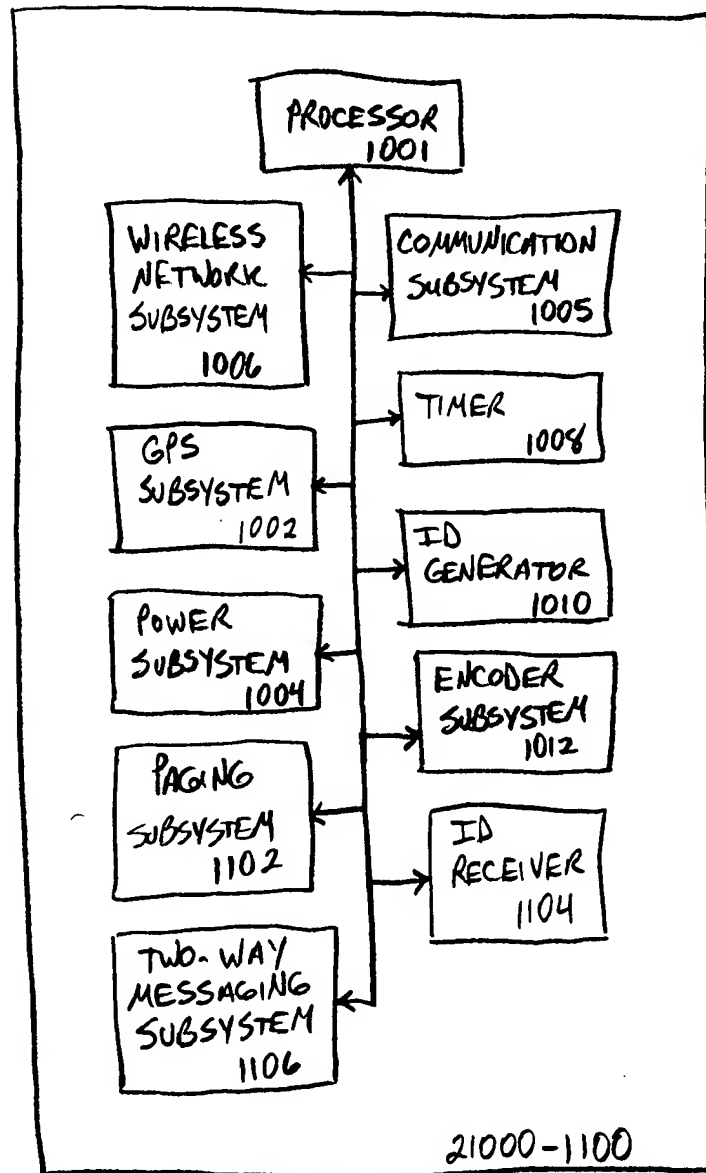 PROCESSOR
1001
WIRELESS
NETWORK
SUBSYSTEM
1006
COMMUNICATION
SUBSYSTEM
1005
TIMER
1008
GPS
SUBSYSTEM
1002
ID
GENERATOR
1010
POWER
SUBSYSTEM
1004
ENCODER
SUBSYSTEM
1012
PAGING
SUBSYSTEM
1102
ID
RECEIVER
1104
TWO-WAY
MESSAGING
SUBSYSTEM
1106
21000-1100